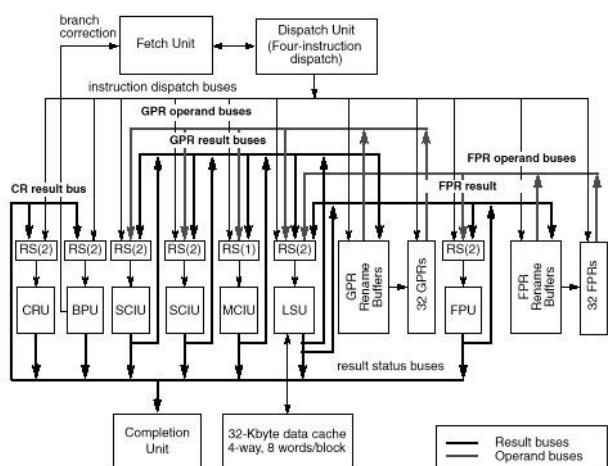 branch
correction
Fetch Unit
Dispatch Unit
(Four-instruction
dispatch)
instruction dispatch buses
GPR operand buses
GPR result buses
FPR operand buses
CR result bus
FPR result
RS(2)
RS(2)
RS(2)
RS(2)
RS(1)
RS(2)
GPR
Rename
Buffers
32 GPRs
RS(2)
FPR
Rename
Buffers
32 FPRs
CRU
BPU
SCIU
SCIU
MCIU
LSU
FPU
result status buses
Completion
Unit
32-Kbyte data cache
4-way, 8 words/block
Result buses
Operand buses